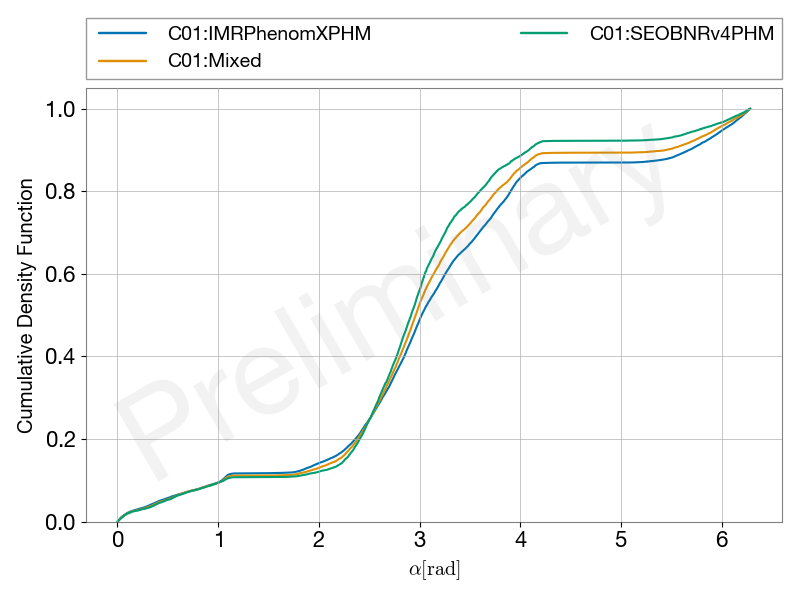 C01:IMRPhenomXPHM
C01:SEOBNRv4PHM
C01:Mixed
1.0
0.8
0.6
0.4
0.2
0.0
Cumulative Density Function
Preliminary
0 1 2 3 4 5 6
α[rad]